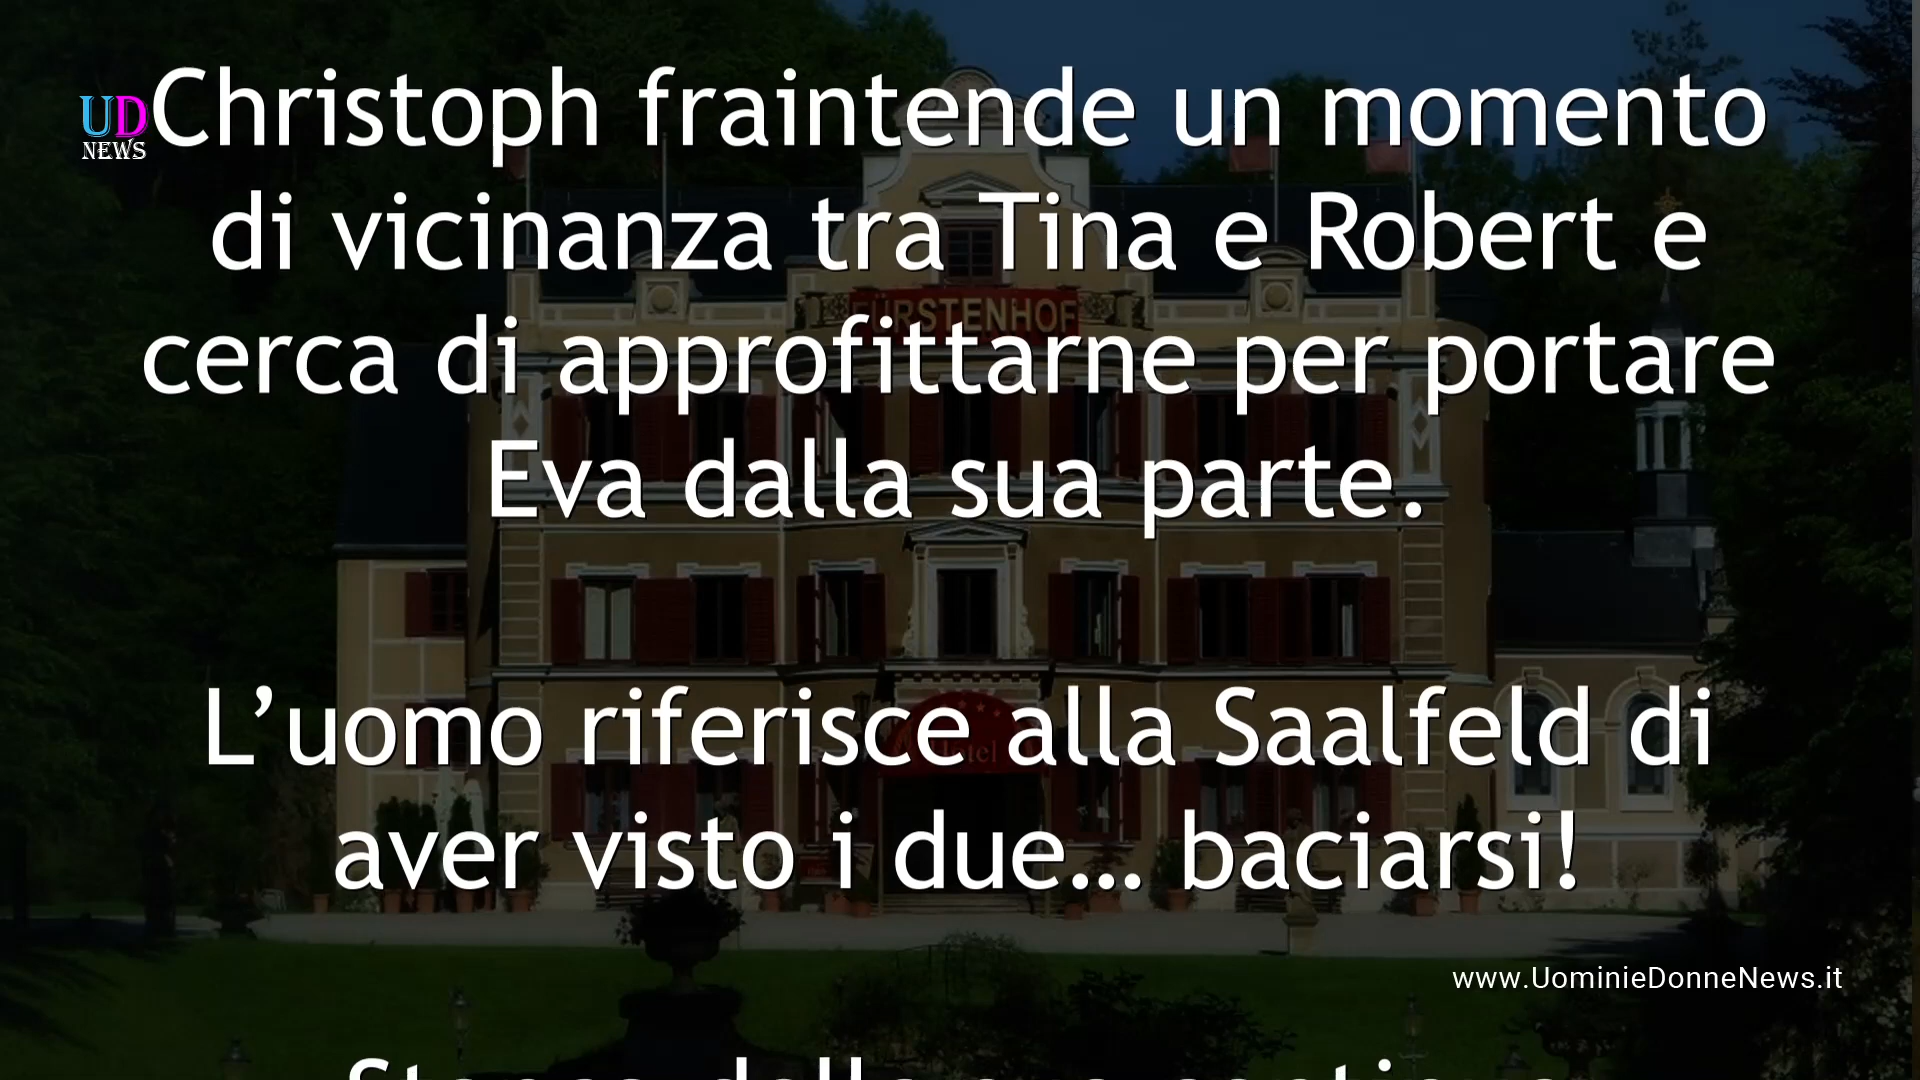 UD
NEWS
Christoph fraintende un momento
di vicinanza tra Tina e Robert e
FÜRSTENHOF
cerca di approfittarne per portare
Eva dalla sua parte.
L’uomo riferisce alla Saalfeld di
Hotel
aver visto i due... baciarsi!
www.UominieDonneNews.it